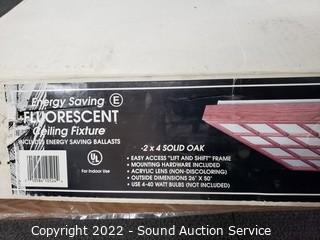 Energy Saving E
FLUORESCENT
Ceiling Fixture
INCLUDES ENERGY SAVING BALLASTS
UL
For Indoor Use
-2 x 4 SOLID OAK
• EASY ACCESS "LIFT AND SHIFT" FRAME
• MOUNTING HARDWARE INCLUDED
• ACRYLIC LENS (NON-DISCOLORING)
• OUTSIDE DIMENSIONS 26" X 50"
• USE 4-40 WATT BULBS (NOT INCLUDED)
Copyright 2022 - Sound Auction Service